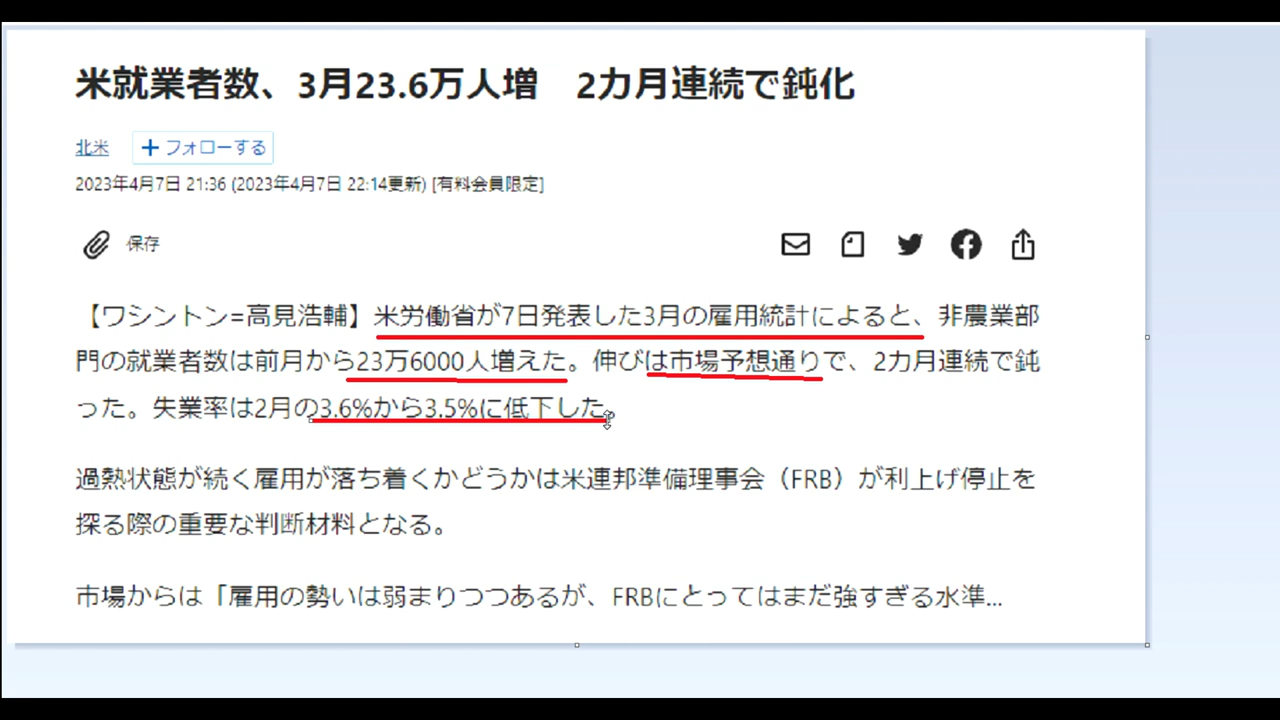 米就業者数、3月23.6万人増　2カ月連続で鈍化
北米 + フォローする
2023年4月7日 21:36 (2023年4月7日 22:14更新) [有料会員限定]
保存
【ワシントン=高見浩輔】米労働省が7日発表した3月の雇用統計によると、非農業部
門の就業者数は前月から23万6000人増えた。伸びは市場予想通りで、2カ月連続で鈍
った。失業率は2月の3.6%から3.5%に低下した。
過熱状態が続く雇用が落ち着くかどうかは米連邦準備理事会（FRB）が利上げ停止を
探る際の重要な判断材料となる。
市場からは「雇用の勢いは弱まりつつあるが、FRBにとってはまだ強すぎる水準...